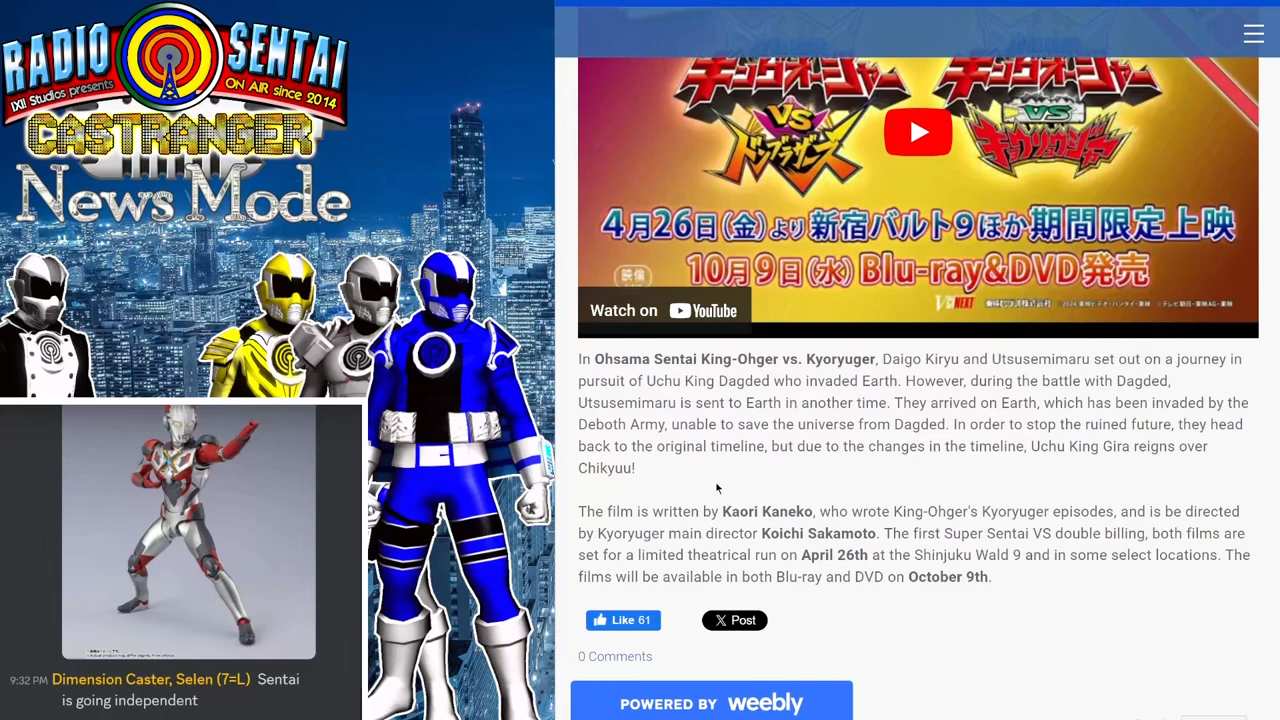 RADIO SENTAI
IXII Studios presents
ON AIR since 2014
CASTRANGER
News Mode
キングオージャー
VS
ドンブラザーズ
キングオージャー
VS
キョウリュウジャー
4月26日(金)より新宿バルト9ほか期間限定上映
映倫
10月9日(水)Blu-ray&DVD発売
Watch on YouTube
In Ohsama Sentai King-Ohger vs. Kyoryuger, Daigo Kiryu and Utsusemimaru set out on a journey in
pursuit of Uchu King Dagded who invaded Earth. However, during the battle with Dagded,
Utsusemimaru is sent to Earth in another time. They arrived on Earth, which has been invaded by the
Deboth Army, unable to save the universe from Dagded. In order to stop the ruined future, they head
back to the original timeline, but due to the changes in the timeline, Uchu King Gira reigns over
Chikyuu!
The film is written by Kaori Kaneko, who wrote King-Ohger's Kyoryuger episodes, and is be directed
by Kyoryuger main director Koichi Sakamoto. The first Super Sentai VS double billing, both films are
set for a limited theatrical run on April 26th at the Shinjuku Wald 9 and in some select locations. The
films will be available in both Blu-ray and DVD on October 9th.
Like 61
Post
0 Comments
POWERED BY weebly
9:32 PM Dimension Caster, Selen (7=L) Sentai
is going independent